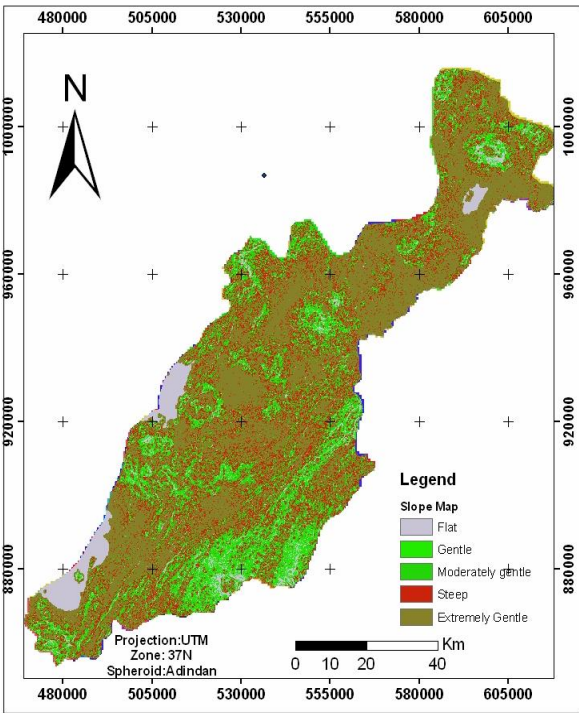 480000 505000 530000 555000 580000 605000
N
1000000 1000000
960000 960000
920000 920000
880000 880000
Legend
Slope Map
Flat
Gentle
Moderately gentle
Steep
Extremely Gentle
Projection:UTM
Zone: 37N
Spheroid:Adindan
Km
0 10 20 40
480000 505000 530000 555000 580000 605000